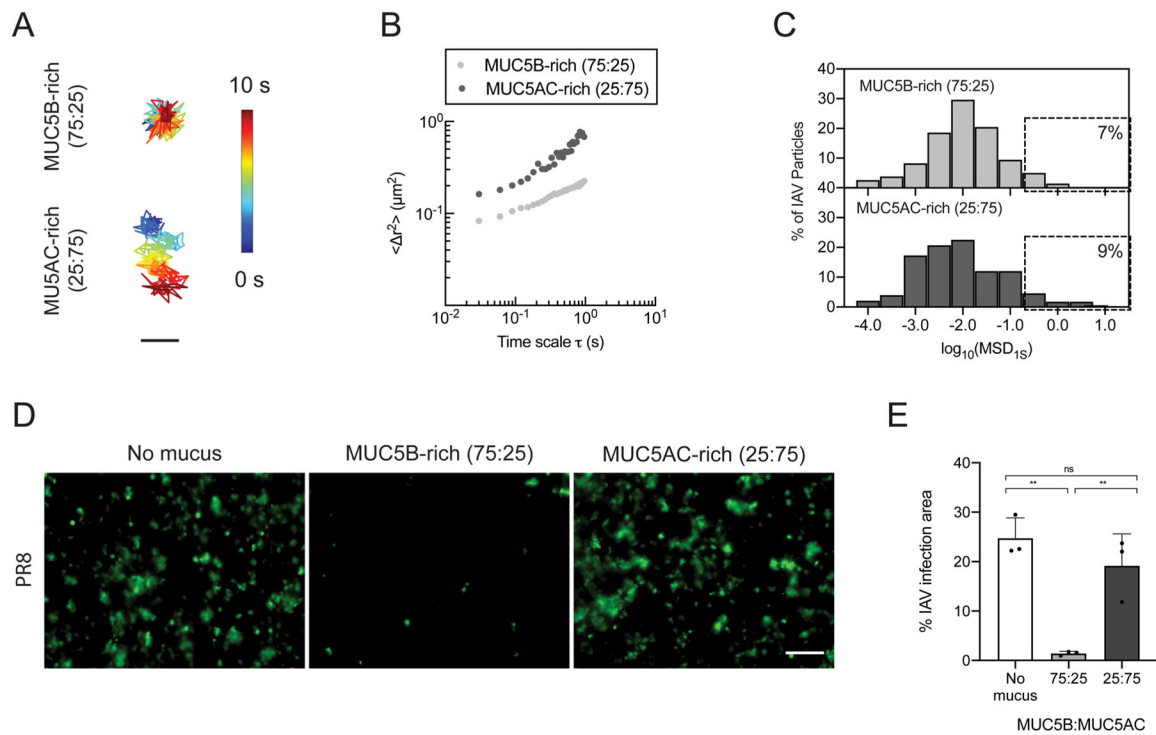 A
MUC5B-rich
(75:25)
MU5AC-rich
(25:75)
10 s
0 s
B
MUC5B-rich (75:25)
MUC5AC-rich (25:75)
<Δr²> (μm²)
10⁰
10⁻¹
10⁻² 10⁻¹ 10⁰ 10¹
Time scale τ (s)
C
% of IAV Particles
40
30
20
10
40
30
20
10
0
MUC5B-rich (75:25)
7%
MUC5AC-rich (25:75)
9%
-4.0 -3.0 -2.0 -1.0 0.0 1.0
log₁₀(MSD₁S)
D
No mucus MUC5B-rich (75:25) MUC5AC-rich (25:75)
PR8
E
% IAV infection area
40
30
20
10
0
ns
** **
No
mucus
75:25 25:75
MUC5B:MUC5AC